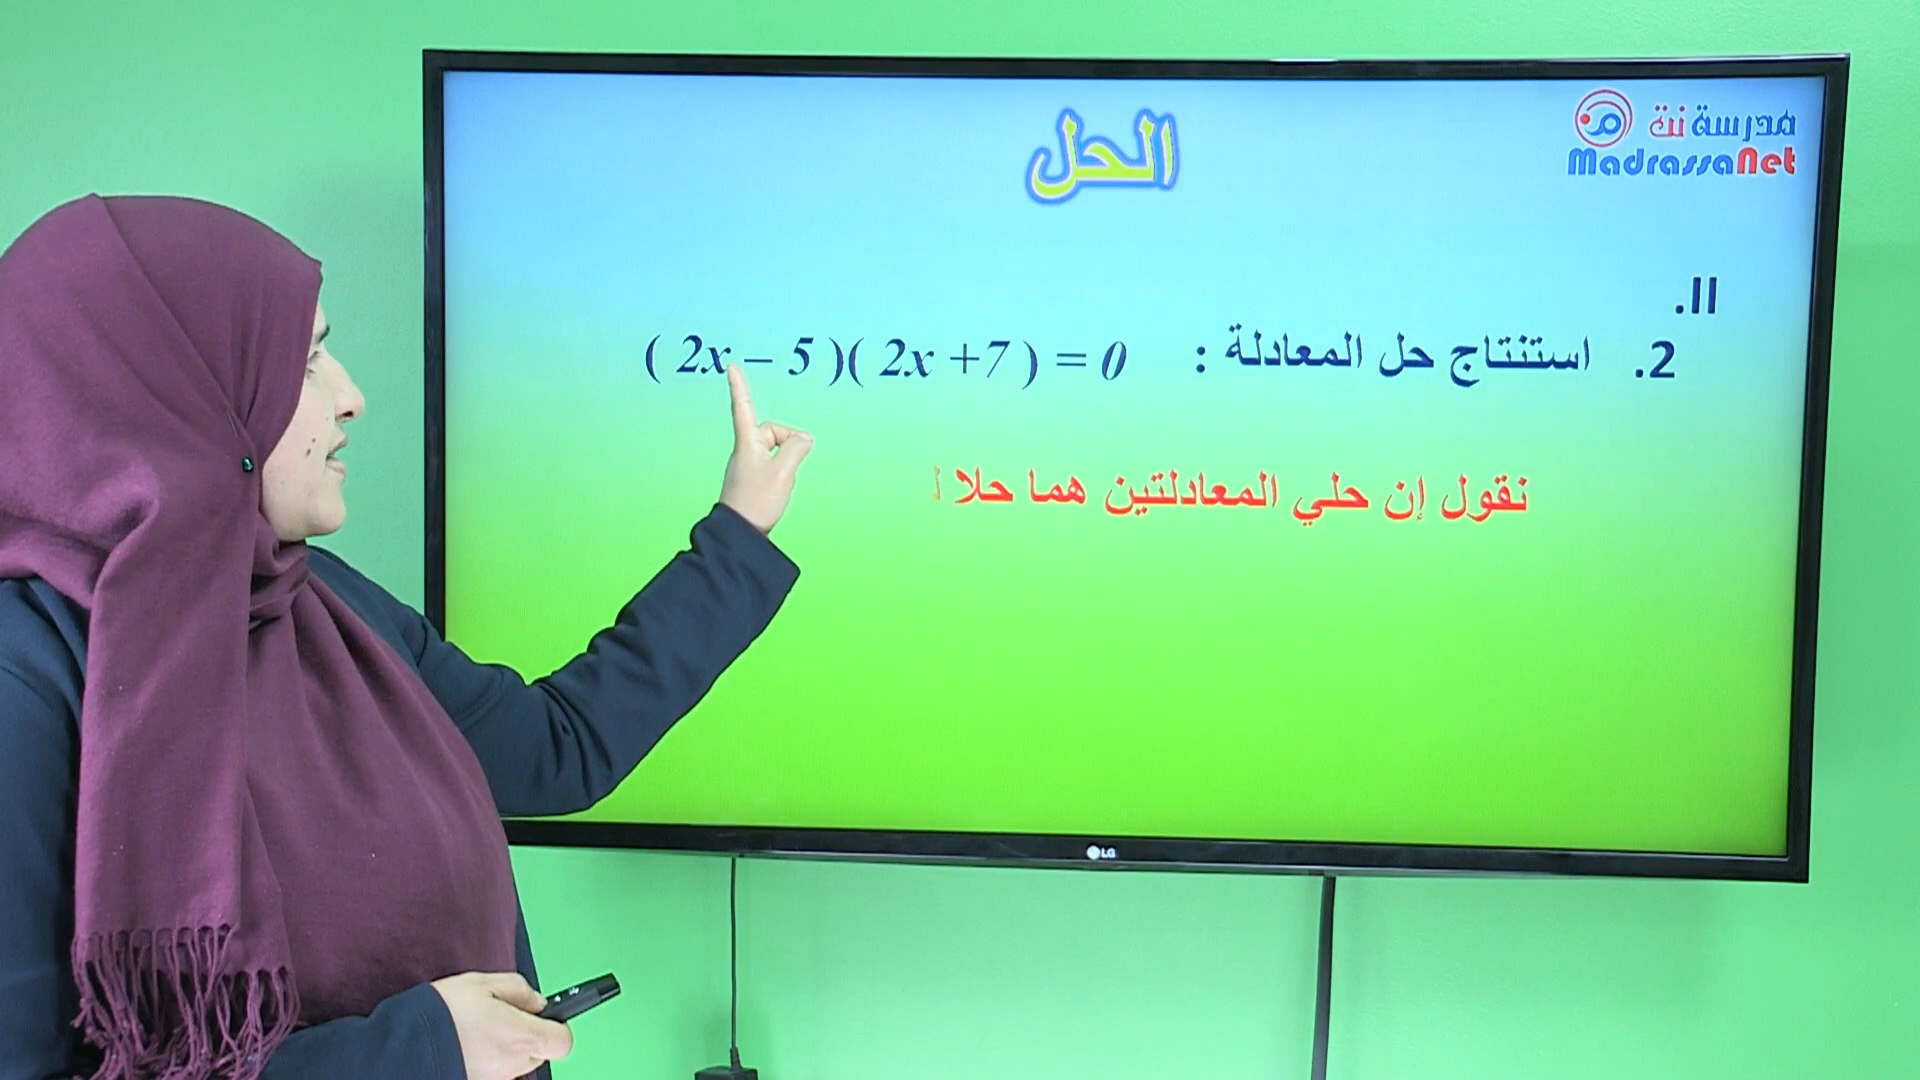 الحل
مدرسة نت
MadrassaNet
II.
2. استنتاج حل المعادلة : ( 2x – 5 )( 2x +7 ) = 0
نقول إن حلي المعادلتين هما حلا
LG